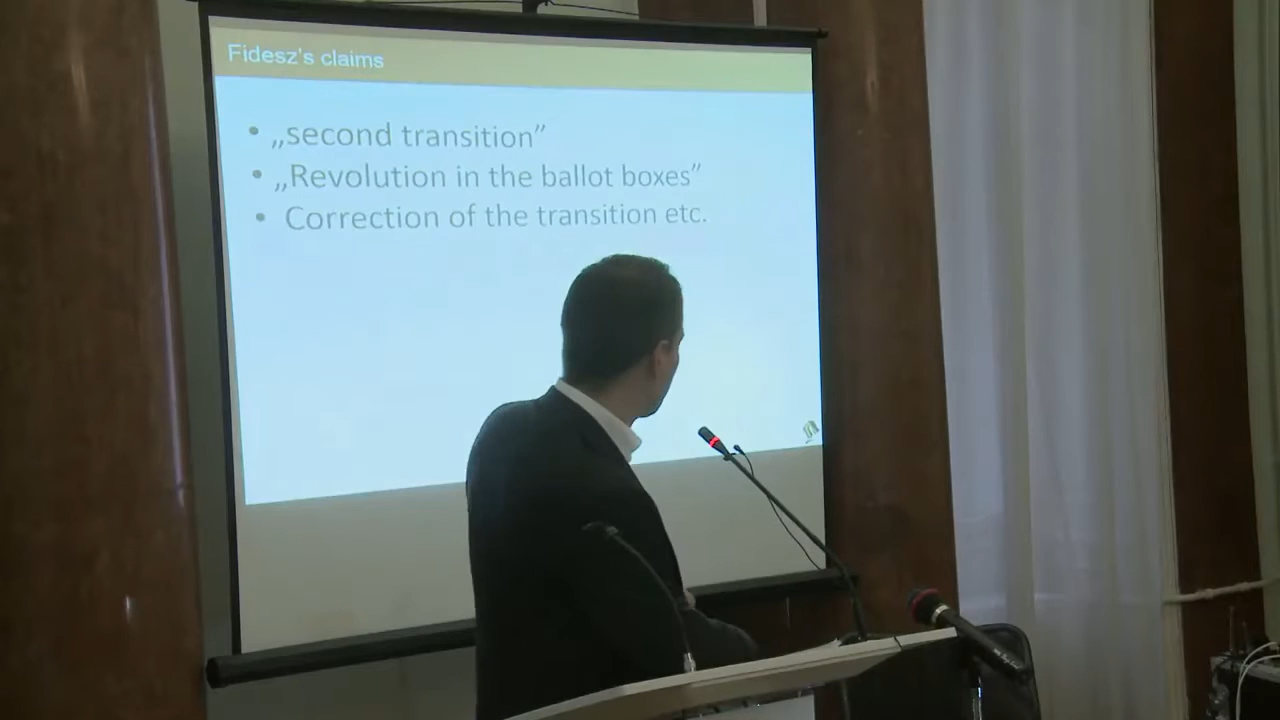 Fidesz's claims
• „second transition”
• „Revolution in the ballot boxes”
• Correction of the transition etc.